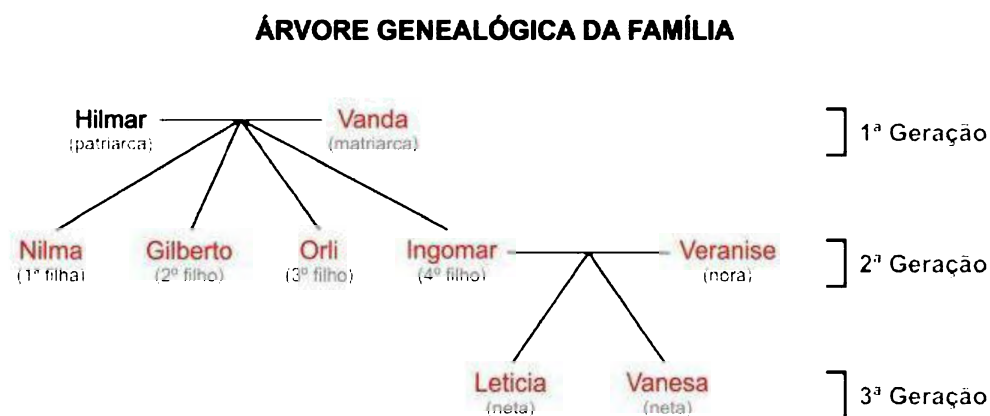 ÁRVORE GENEALÓGICA DA FAMÍLIA
Hilmar Vanda
(patriarca) (matriarca)
1ª Geração
Nilma Gilberto Orli Ingomar Veranise
(1ª filha) (2º filho) (3º filho) (4º filho) (nora)
2ª Geração
Leticia Vanesa
(neta) (neta)
3ª Geração